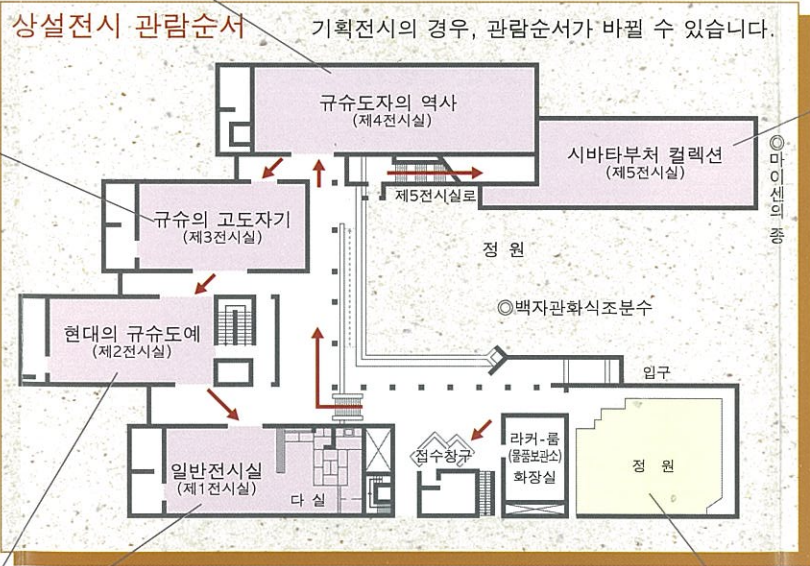 상설전시 관람순서
기획전시의 경우, 관람순서가 바뀔 수 있습니다.
규슈도자의 역사
(제4전시실)
시바타부처 컬렉션
(제5전시실)
◎마이센의 종
제5전시실로
규슈의 고도자기
(제3전시실)
정 원
◎백자관화식조분수
현대의 규슈도예
(제2전시실)
입구
일반전시실
(제1전시실)
다 실
접수창구
라커-룸
(물품보관소)
화장실
정 원